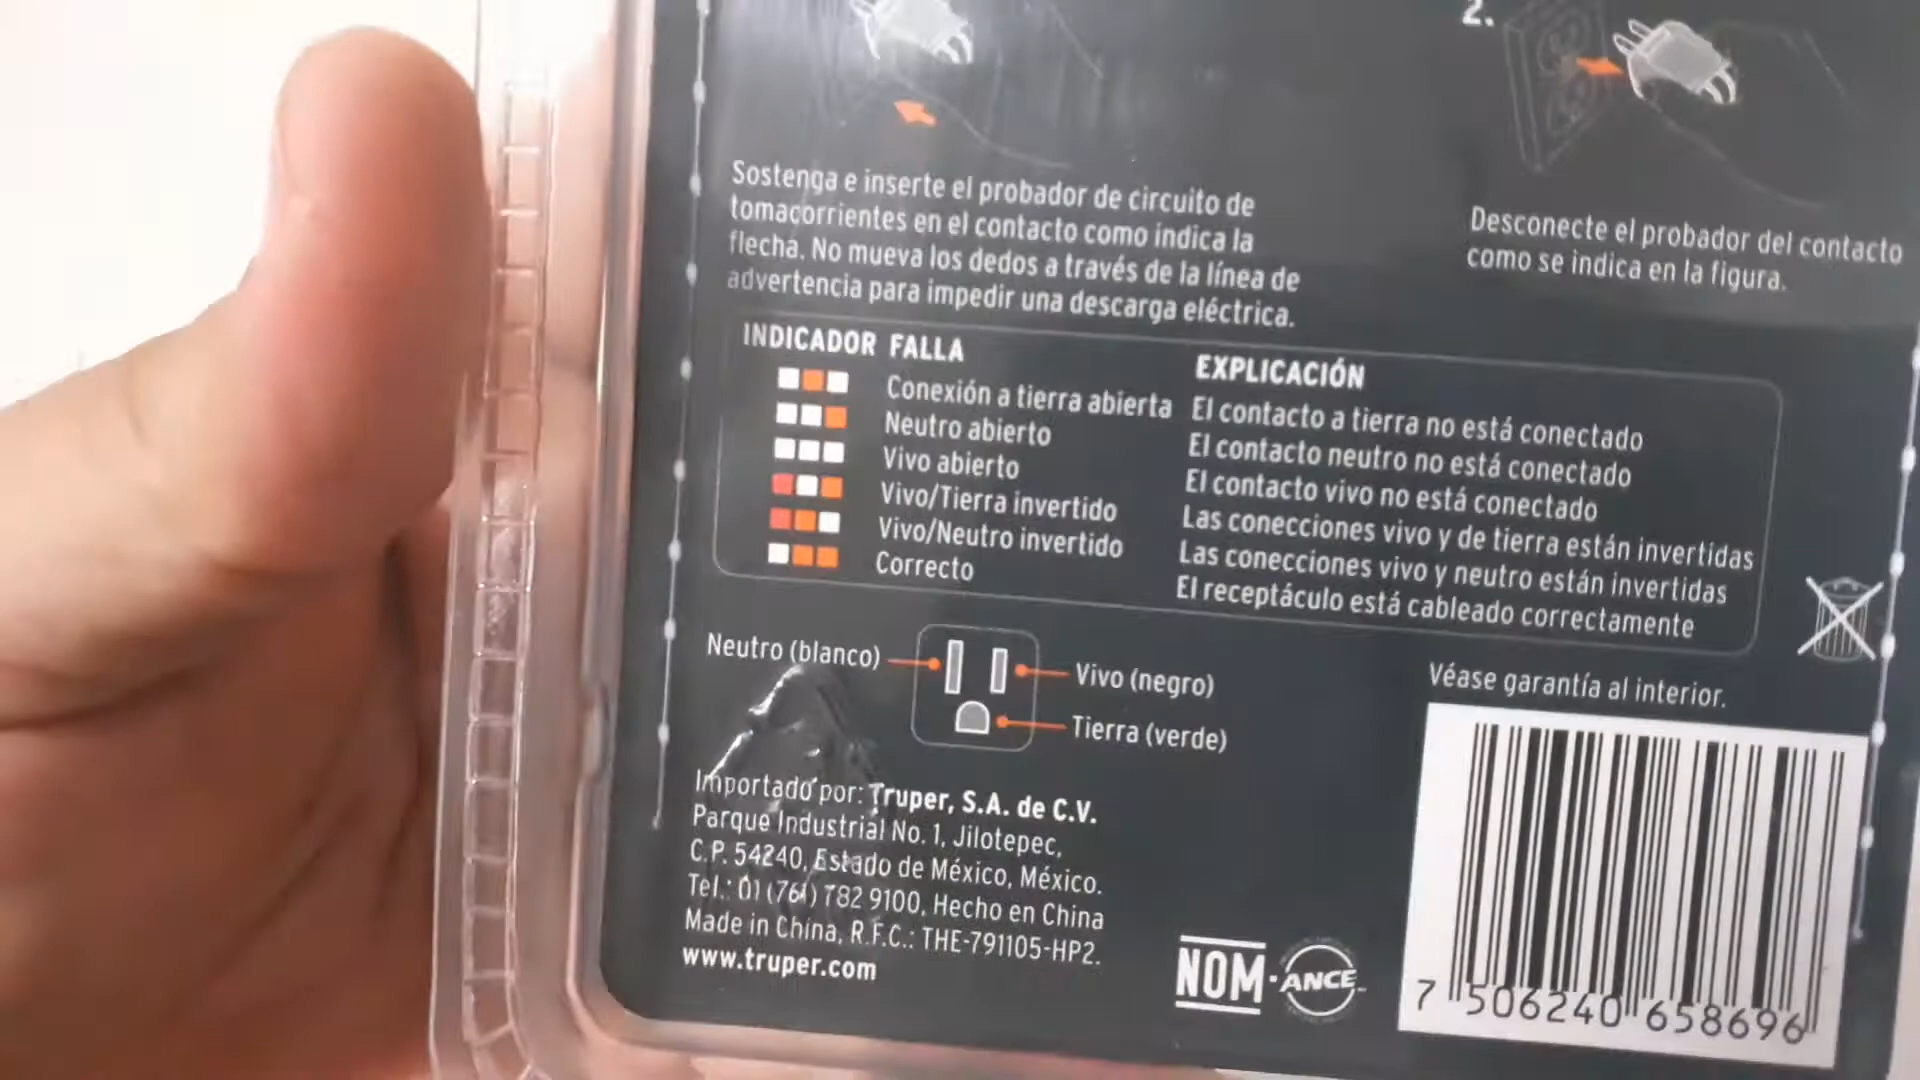 2.
Sostenga e inserte el probador de circuito de
tomacorrientes en el contacto como indica la
flecha. No mueva los dedos a través de la línea de
advertencia para impedir una descarga eléctrica.
Desconecte el probador del contacto
como se indica en la figura.
INDICADOR FALLA EXPLICACIÓN
Conexión a tierra abierta El contacto a tierra no está conectado
Neutro abierto El contacto neutro no está conectado
Vivo abierto El contacto vivo no está conectado
Vivo/Tierra invertido Las conecciones vivo y de tierra están invertidas
Vivo/Neutro invertido Las conecciones vivo y neutro están invertidas
Correcto El receptáculo está cableado correctamente
Neutro (blanco)
Vivo (negro)
Tierra (verde)
Véase garantía al interior.
Importado por: Truper, S.A. de C.V.
Parque Industrial No. 1, Jilotepec,
C.P. 54240, Estado de México, México.
Tel.: 01 (761) 782 9100, Hecho en China
Made in China, R.F.C.: THE-791105-HP2.
www.truper.com
NOM-ANCE
7 506240 658696